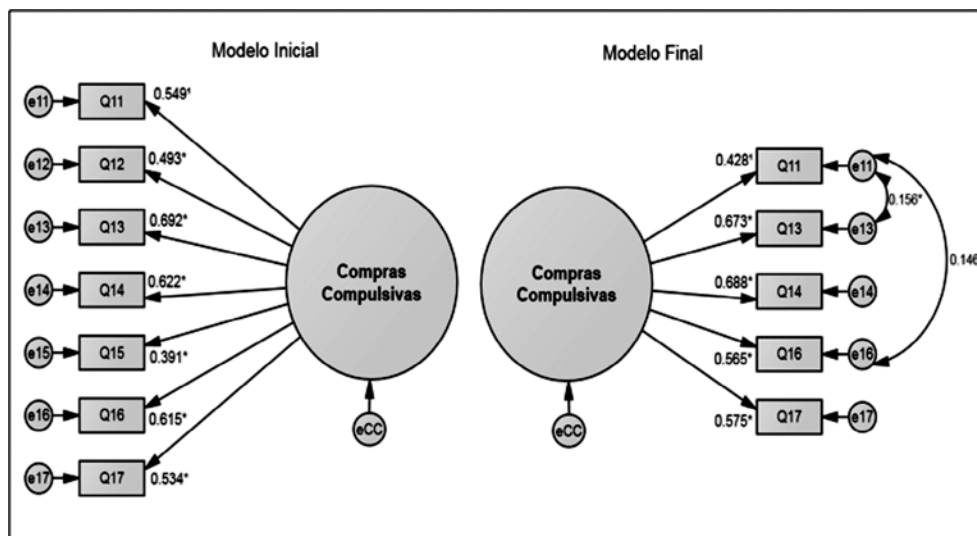 Modelo Inicial
e11
Q11
0.549*
e12
Q12
0.493*
e13
Q13
0.692*
e14
Q14
0.622*
e15
Q15
0.391*
e16
Q16
0.615*
e17
Q17
0.534*
Compras
Compulsivas
eCC
Modelo Final
Compras
Compulsivas
eCC
0.428*
Q11
e11
0.156*
0.673*
Q13
e13
0.146
0.688*
Q14
e14
0.565*
Q16
e16
0.575*
Q17
e17